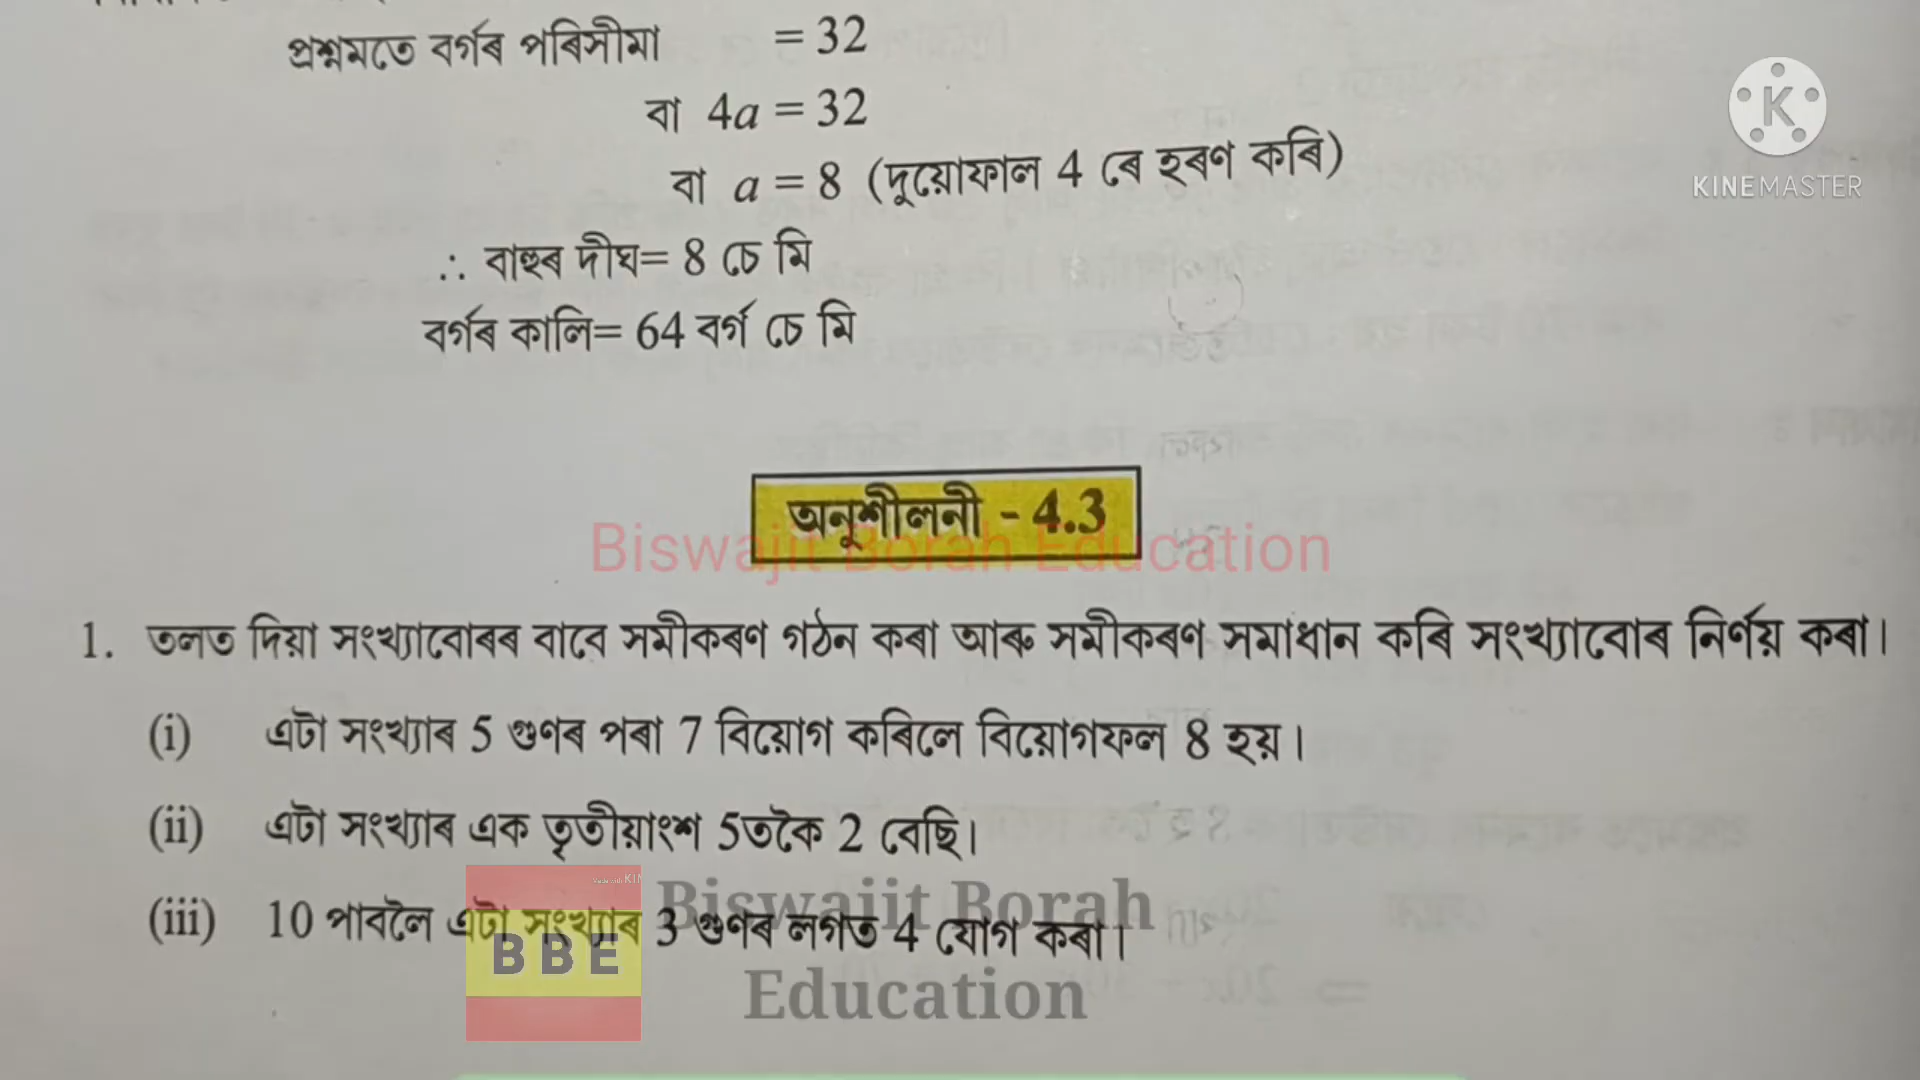 প্ৰশ্নমতে বৰ্গৰ পৰিসীমা = 32
বা 4a = 32
বা a = 8 (দুয়োফাল 4 ৰে হৰণ কৰি)
∴ বাহুৰ দীঘ= 8 চে মি
বৰ্গৰ কালি= 64 বৰ্গ চে মি
KINEMASTER
অনুশীলনী - 4.3
Biswajit Borah Education
1. তলত দিয়া সংখ্যাবোৰৰ বাবে সমীকৰণ গঠন কৰা আৰু সমীকৰণ সমাধান কৰি সংখ্যাবোৰ নিৰ্ণয় কৰা।
(i) এটা সংখ্যাৰ 5 গুণৰ পৰা 7 বিয়োগ কৰিলে বিয়োগফল 8 হয়।
(ii) এটা সংখ্যাৰ এক তৃতীয়াংশ 5তকৈ 2 বেছি।
(iii) 10 পাবলৈ এটা সংখ্যাৰ 3 গুণৰ লগত 4 যোগ কৰা।
BBE
Biswajit Borah
Education